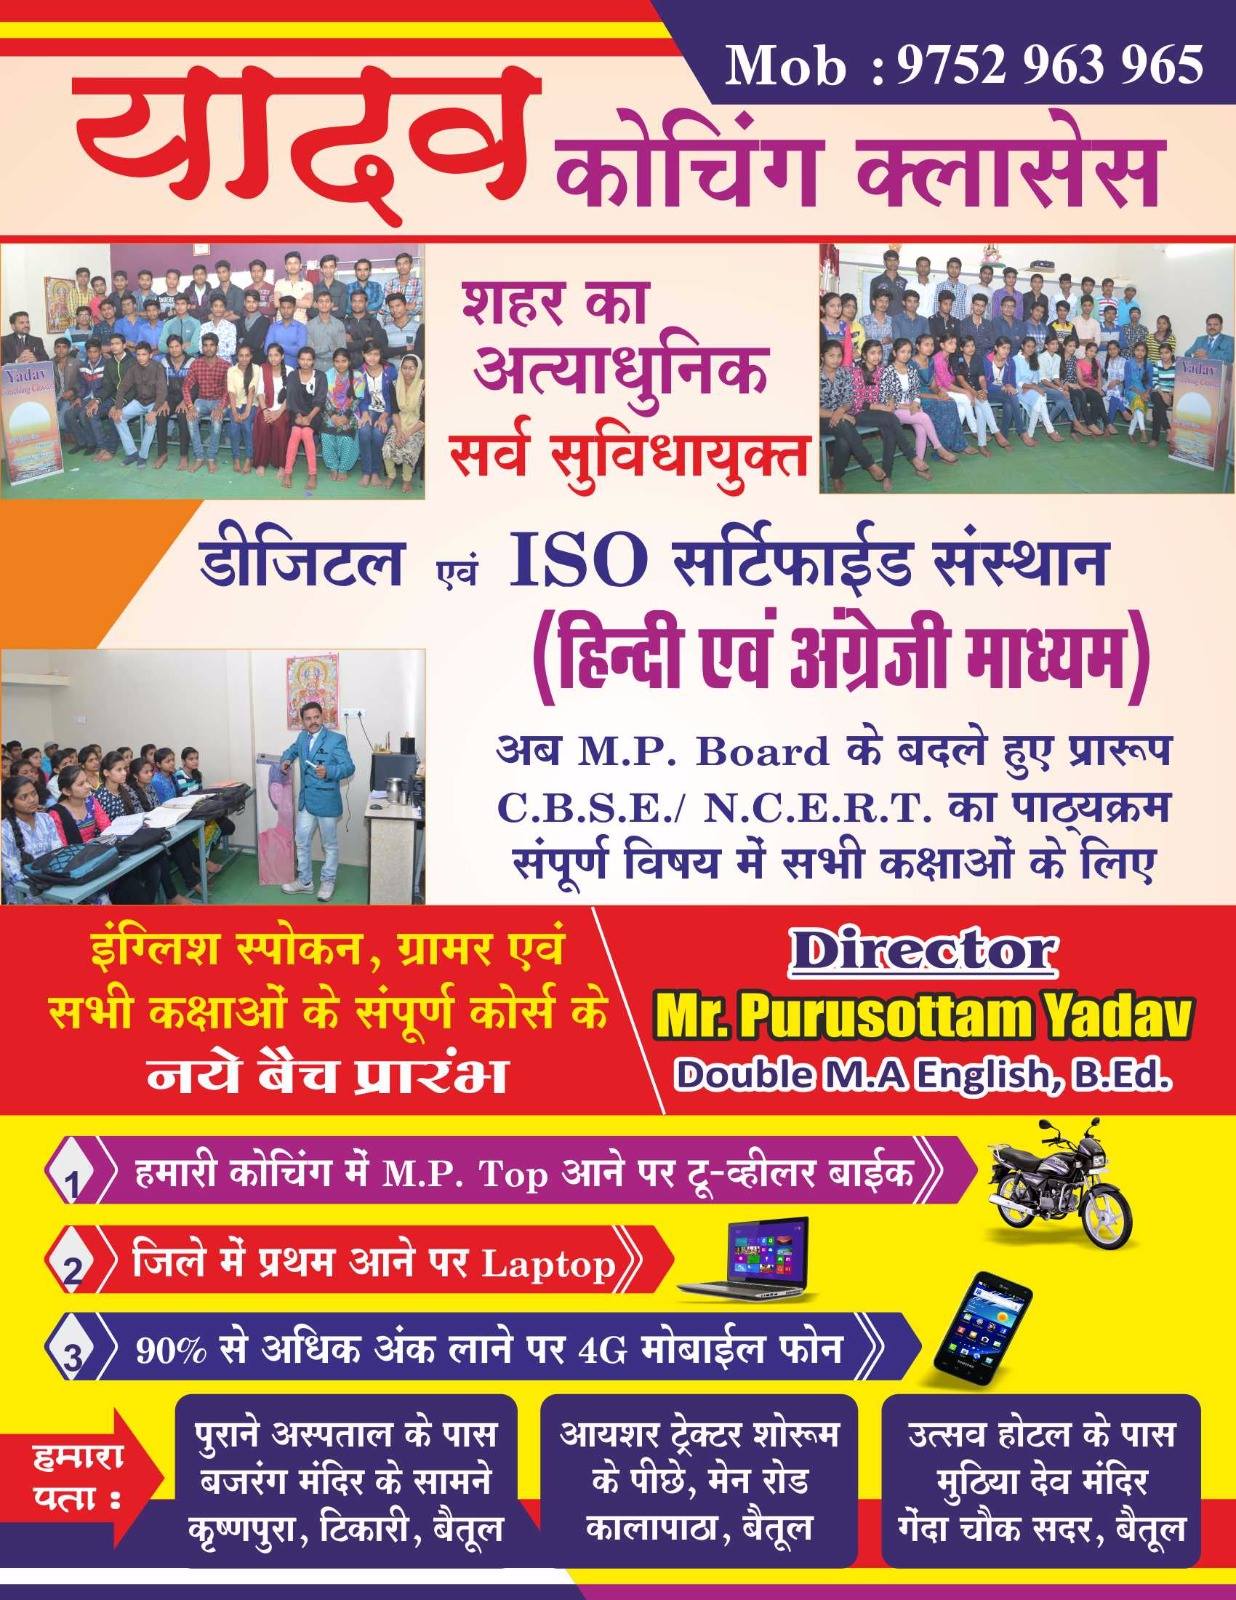 Mob : 9752 963 965
यादव कोचिंग क्लासेस
शहर का
अत्याधुनिक
सर्व सुविधायुक्त
Yadav
Yadav
डीजिटल एवं ISO सर्टिफाईड संस्थान
(हिन्दी एवं अंग्रेजी माध्यम)
अब M.P. Board के बदले हुए प्रारूप
C.B.S.E./ N.C.E.R.T. का पाठ्यक्रम
संपूर्ण विषय में सभी कक्षाओं के लिए
इंग्लिश स्पोकन, ग्रामर एवं
सभी कक्षाओं के संपूर्ण कोर्स के
नये बैच प्रारंभ
Director
Mr. Purusottam Yadav
Double M.A English, B.Ed.
1 हमारी कोचिंग में M.P. Top आने पर टू-व्हीलर बाईक
2 जिले में प्रथम आने पर Laptop
3 90% से अधिक अंक लाने पर 4G मोबाईल फोन
हमारा
पता :
पुराने अस्पताल के पास
बजरंग मंदिर के सामने
कृष्णपुरा, टिकारी, बैतूल
आयशर ट्रेक्टर शोरूम
के पीछे, मेन रोड
कालापाठा, बैतूल
उत्सव होटल के पास
मुठिया देव मंदिर
गेंदा चौक सदर, बैतूल